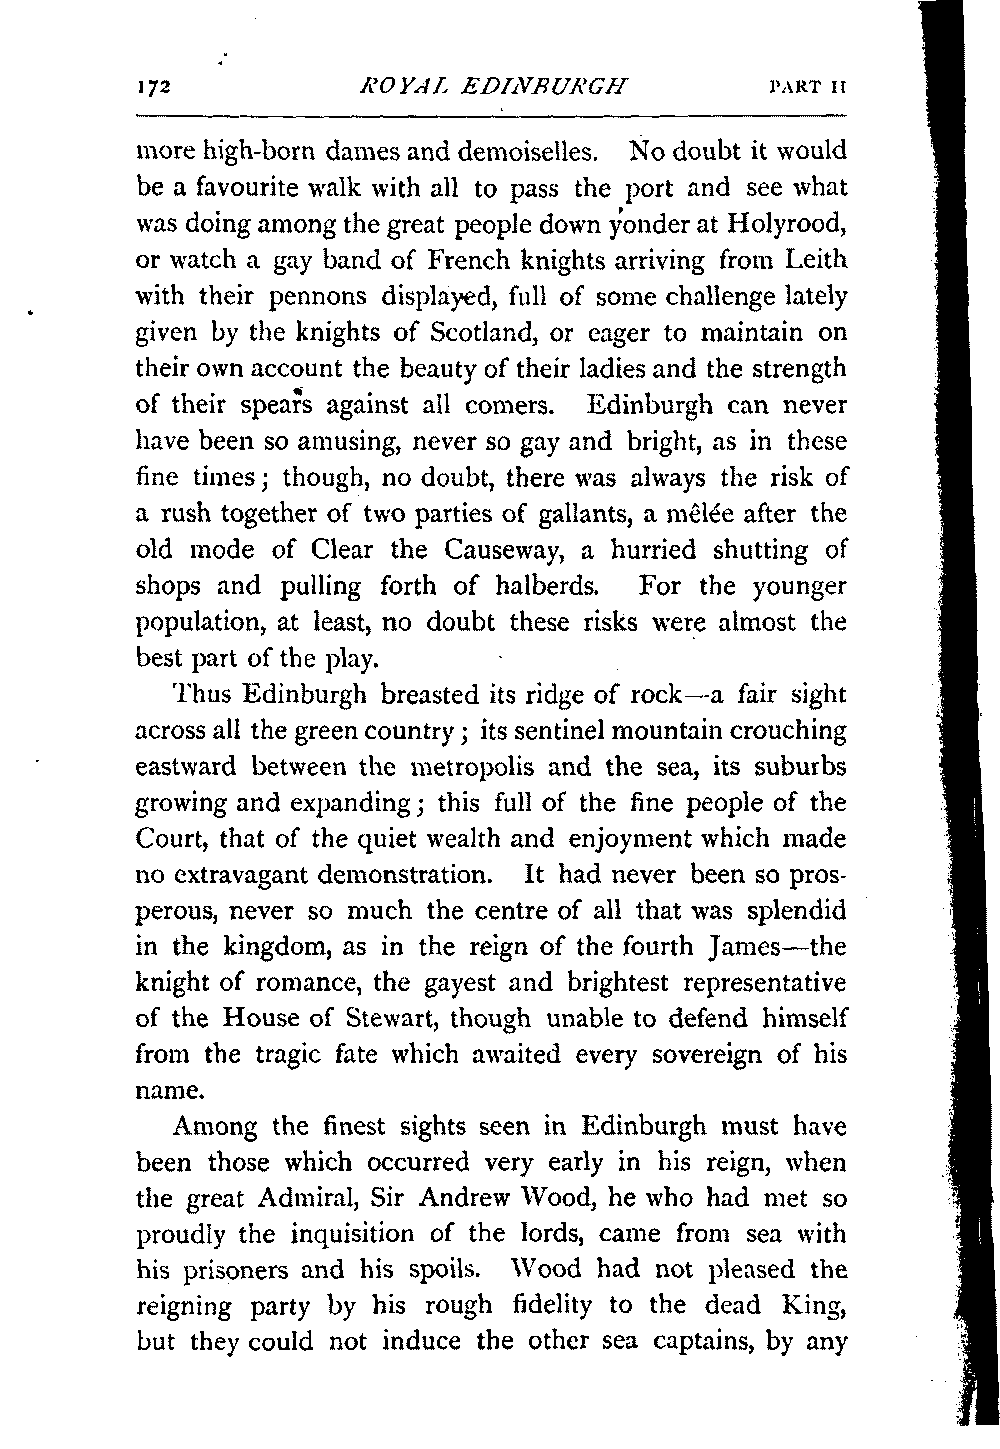 172 ROYAL EDINBURGH PART II
more high-born dames and demoiselles. No doubt it would
be a favourite walk with all to pass the port and see what
was doing among the great people down yonder at Holyrood,
or watch a gay band of French knights arriving from Leith
with their pennons displayed, full of some challenge lately
given by the knights of Scotland, or eager to maintain on
their own account the beauty of their ladies and the strength
of their spears against all comers. Edinburgh can never
have been so amusing, never so gay and bright, as in these
fine times; though, no doubt, there was always the risk of
a rush together of two parties of gallants, a mêlée after the
old mode of Clear the Causeway, a hurried shutting of
shops and pulling forth of halberds. For the younger
population, at least, no doubt these risks were almost the
best part of the play.
Thus Edinburgh breasted its ridge of rock—a fair sight
across all the green country; its sentinel mountain crouching
eastward between the metropolis and the sea, its suburbs
growing and expanding; this full of the fine people of the
Court, that of the quiet wealth and enjoyment which made
no extravagant demonstration. It had never been so pros-
perous, never so much the centre of all that was splendid
in the kingdom, as in the reign of the fourth James—the
knight of romance, the gayest and brightest representative
of the House of Stewart, though unable to defend himself
from the tragic fate which awaited every sovereign of his
name.
Among the finest sights seen in Edinburgh must have
been those which occurred very early in his reign, when
the great Admiral, Sir Andrew Wood, he who had met so
proudly the inquisition of the lords, came from sea with
his prisoners and his spoils. Wood had not pleased the
reigning party by his rough fidelity to the dead King,
but they could not induce the other sea captains, by any